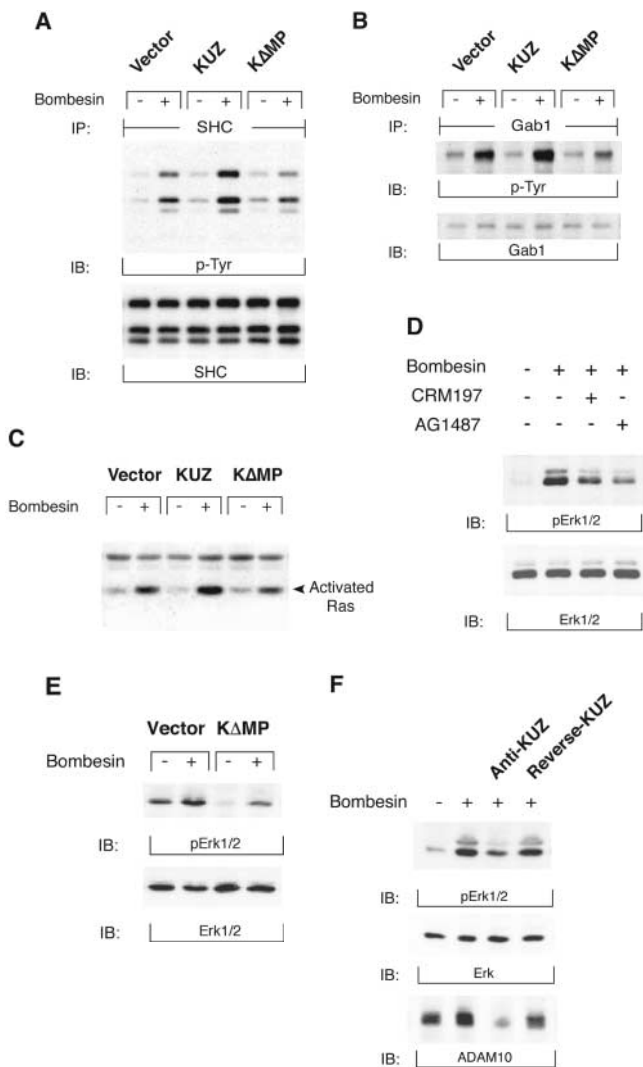 A
Vector KUZ KΔMP
Bombesin - + - + - +
IP: SHC
IB: p-Tyr
IB: SHC
B
Vector KUZ KΔMP
Bombesin - + - + - +
IP: Gab1
IB: p-Tyr
IB: Gab1
C
Vector KUZ KΔMP
Bombesin - + - + - +
Activated
Ras
D
Bombesin - + + +
CRM197 - - + -
AG1487 - - - +
IB: pErk1/2
IB: Erk1/2
E
Vector KΔMP
Bombesin - + - +
IB: pErk1/2
IB: Erk1/2
F
Anti-KUZ Reverse-KUZ
Bombesin - + + +
IB: pErk1/2
IB: Erk
IB: ADAM10